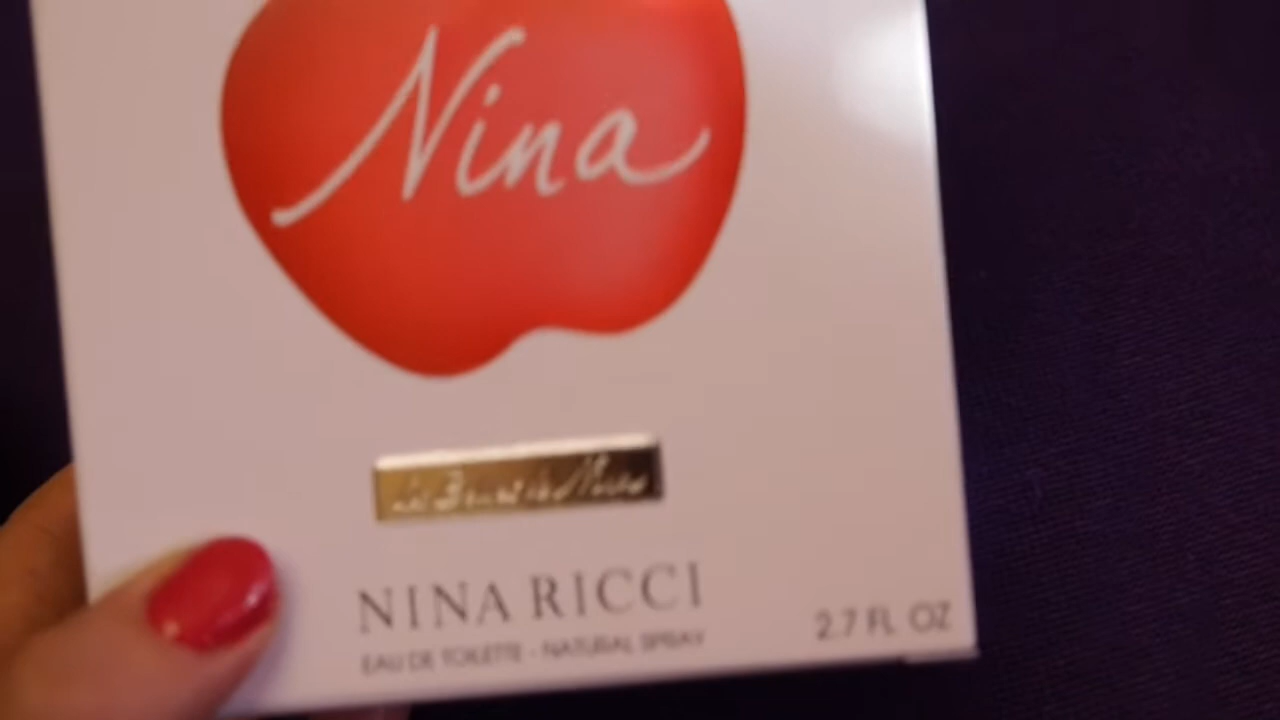 Nina
NINA RICCI
EAU DE TOILETTE - NATURAL SPRAY
2.7 FL OZ